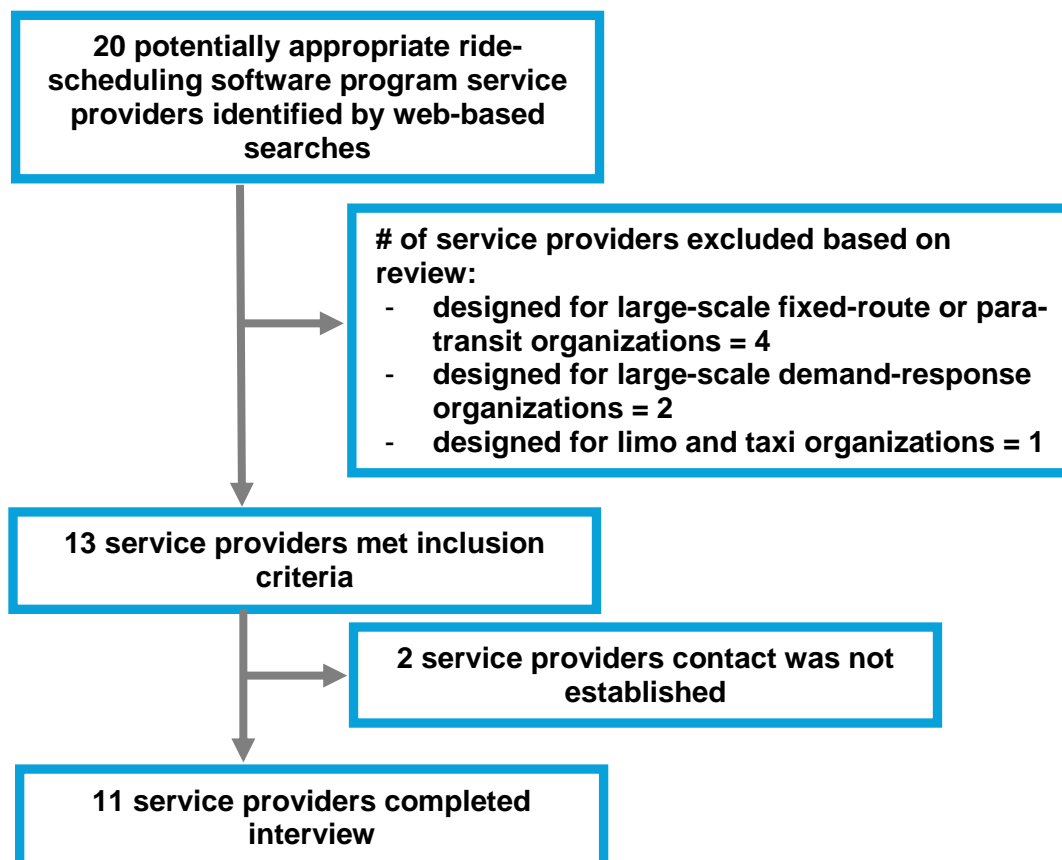 20 potentially appropriate ride-
scheduling software program service
providers identified by web-based
searches
# of service providers excluded based on
review:
- designed for large-scale fixed-route or para-
transit organizations = 4
- designed for large-scale demand-response
organizations = 2
- designed for limo and taxi organizations = 1
13 service providers met inclusion
criteria
2 service providers contact was not
established
11 service providers completed
interview